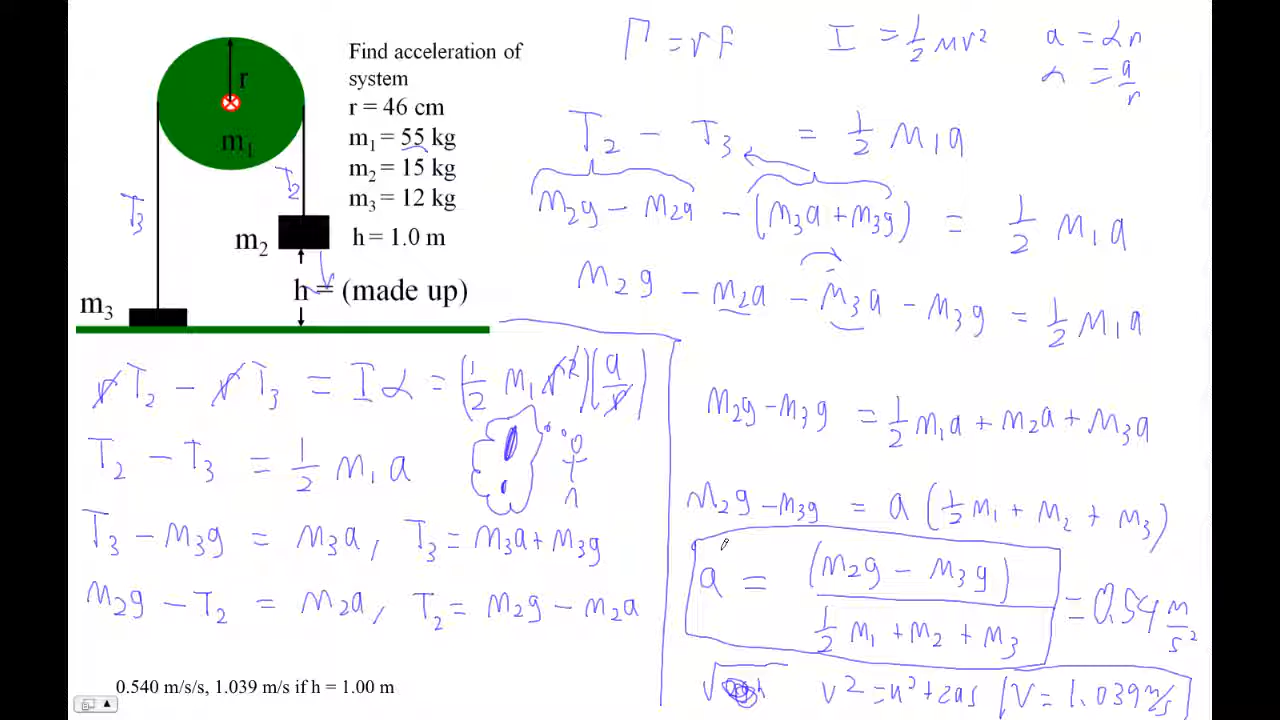 r
m₁
T₃
T₂
m₂
m₃
h = (made up)
Find acceleration of
system
r = 46 cm
m₁ = 55 kg
m₂ = 15 kg
m₃ = 12 kg
h = 1.0 m
Γ = rF
I = ½ Mr²
a = αr
α = a/r
T₂ - T₃ = ½ M₁a
M₂g - M₂a - (M₃a + M₃g) = ½ M₁a
M₂g - M₂a - M₃a - M₃g = ½ M₁a
rT₂ - rT₃ = Iα = (½ M₁r²)(a/r)
T₂ - T₃ = ½ M₁a
T₃ - M₃g = M₃a, T₃ = M₃a + M₃g
M₂g - T₂ = M₂a, T₂ = M₂g - M₂a
M₂g - M₃g = ½ M₁a + M₂a + M₃a
M₂g - M₃g = a (½ M₁ + M₂ + M₃)
a = (M₂g - M₃g) / ½ M₁ + M₂ + M₃ = 0.54 m/s²
V² = u² + 2as
V = 1.039 m/s
0.540 m/s/s, 1.039 m/s if h = 1.00 m